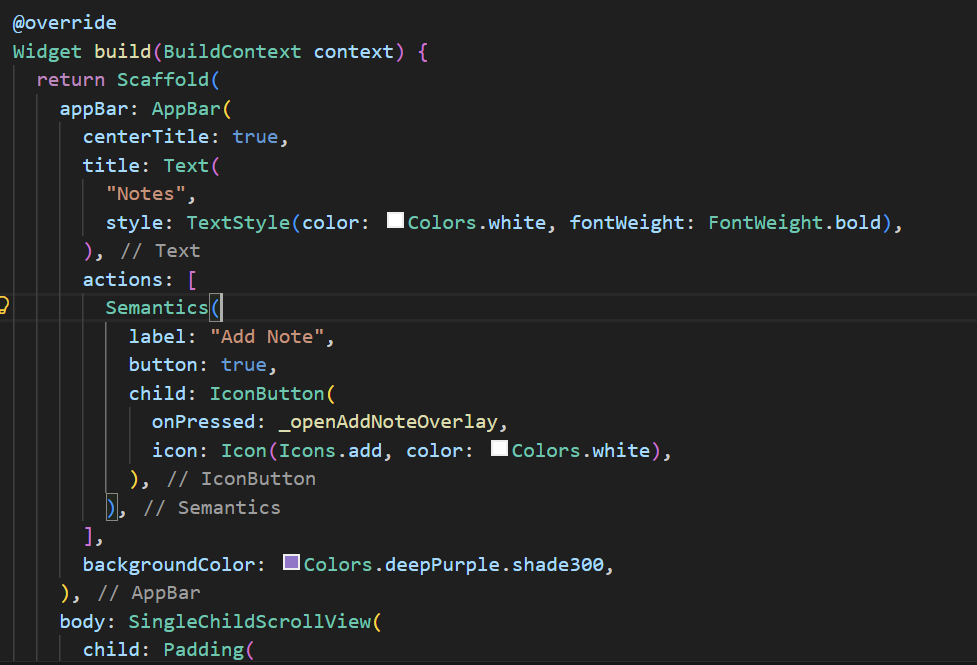 @override
Widget build(BuildContext context) {
  return Scaffold(
    appBar: AppBar(
      centerTitle: true,
      title: Text(
        "Notes",
        style: TextStyle(color: Colors.white, fontWeight: FontWeight.bold),
      ), // Text
      actions: [
        Semantics(
          label: "Add Note",
          button: true,
          child: IconButton(
            onPressed: _openAddNoteOverlay,
            icon: Icon(Icons.add, color: Colors.white),
          ), // IconButton
        ), // Semantics
      ],
      backgroundColor: Colors.deepPurple.shade300,
    ), // AppBar
    body: SingleChildScrollView(
      child: Padding(